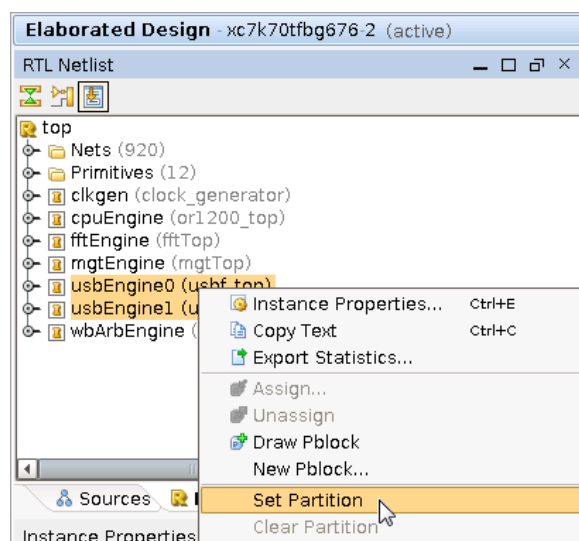 Elaborated Design - xc7k70tfbg676-2 (active)
RTL Netlist
top
Nets (920)
Primitives (12)
clkgen (clock_generator)
cpuEngine (or1200_top)
fftEngine (fftTop)
mgtEngine (mgtTop)
usbEngine0 (usbf_top)
usbEngine1 (u
wbArbEngine (
Instance Properties... Ctrl+E
Copy Text Ctrl+C
Export Statistics...
Assign...
Unassign
Draw Pblock
New Pblock...
Set Partition
Clear Partition
Sources
Instance Properties